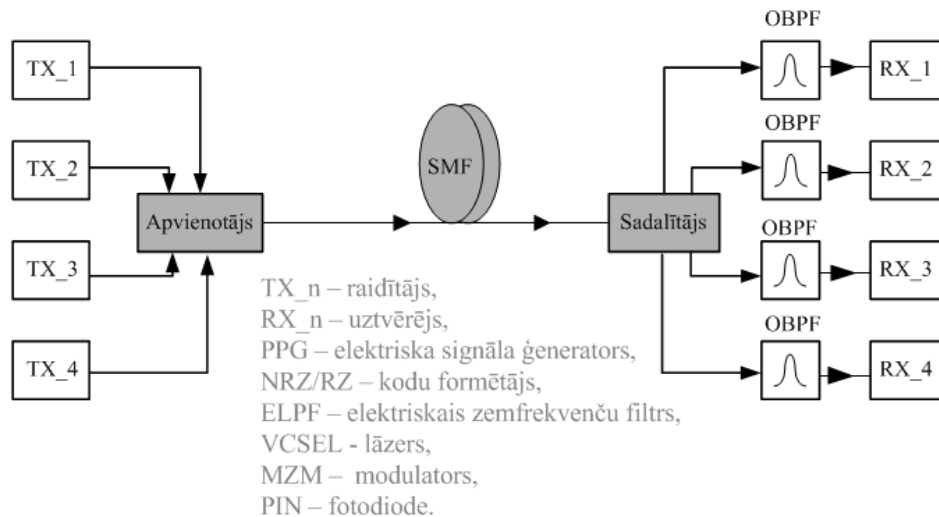 OBPF
TX_1
RX_1
OBPF
TX_2
SMF
RX_2
Apvienotājs
Sadalītājs
OBPF
TX_3
RX_3
TX_n – raidītājs,
RX_n – uztvērējs,
OBPF
PPG – elektriska signāla ģenerators,
TX_4
RX_4
NRZ/RZ – kodu formētājs,
ELPF – elektriskais zemfrekvenču filtrs,
VCSEL - lāzers,
MZM – modulators,
PIN – fotodiode.